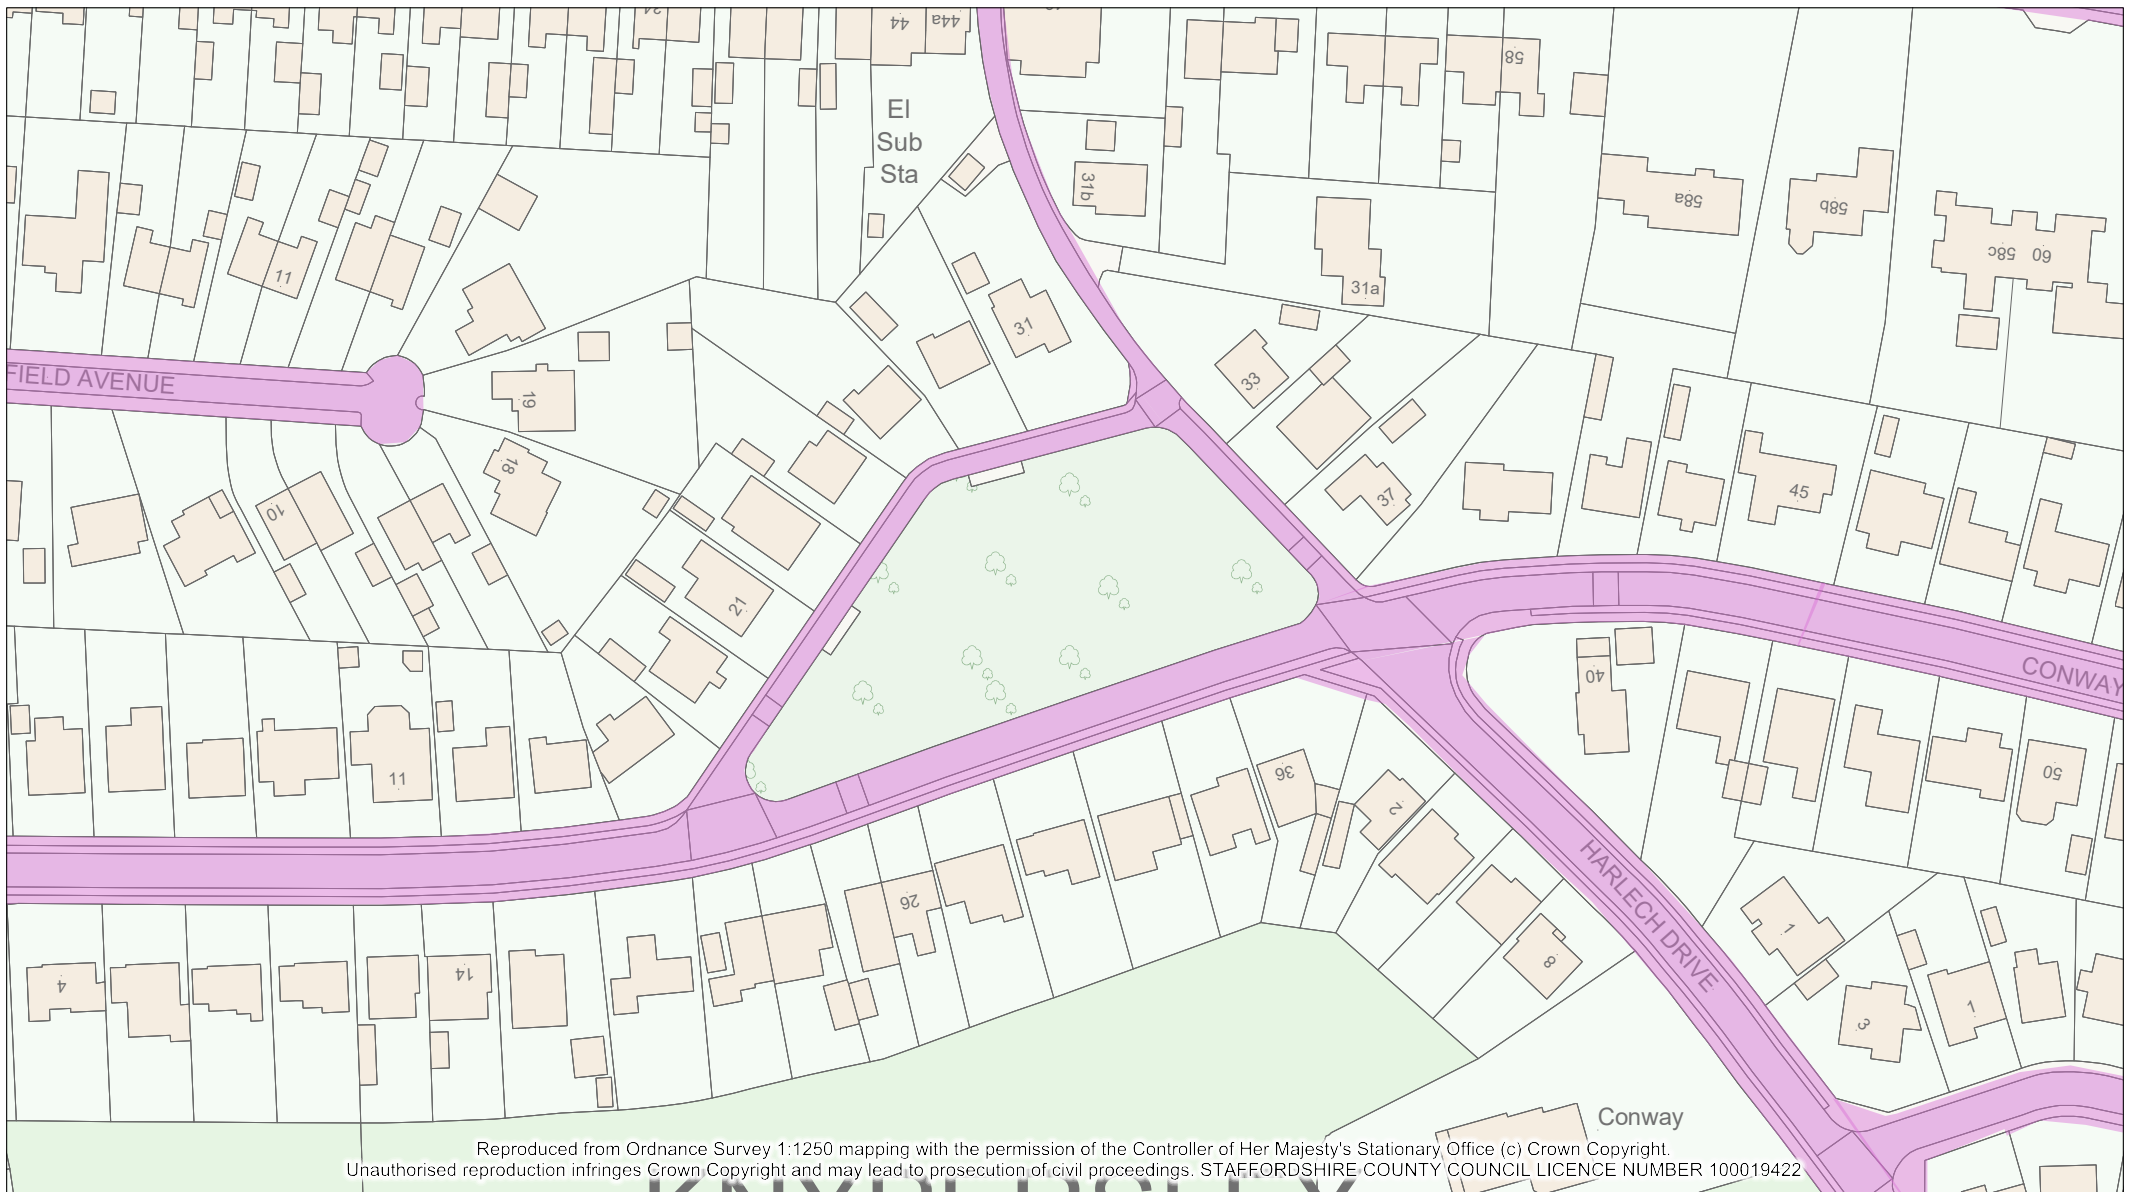 44
44a
58
El
Sub
Sta
31b
58a
58b
58c
60
11
31a
31
FIELD AVENUE
19
33
18
37
45
10
21
40
CONWAY
11
36
2
50
HARLECH DRIVE
26
1
4
14
8
3
1
Conway
Reproduced from Ordnance Survey 1:1250 mapping with the permission of the Controller of Her Majesty's Stationary Office (c) Crown Copyright.
Unauthorised reproduction infringes Crown Copyright and may lead to prosecution of civil proceedings. STAFFORDSHIRE COUNTY COUNCIL LICENCE NUMBER 100019422